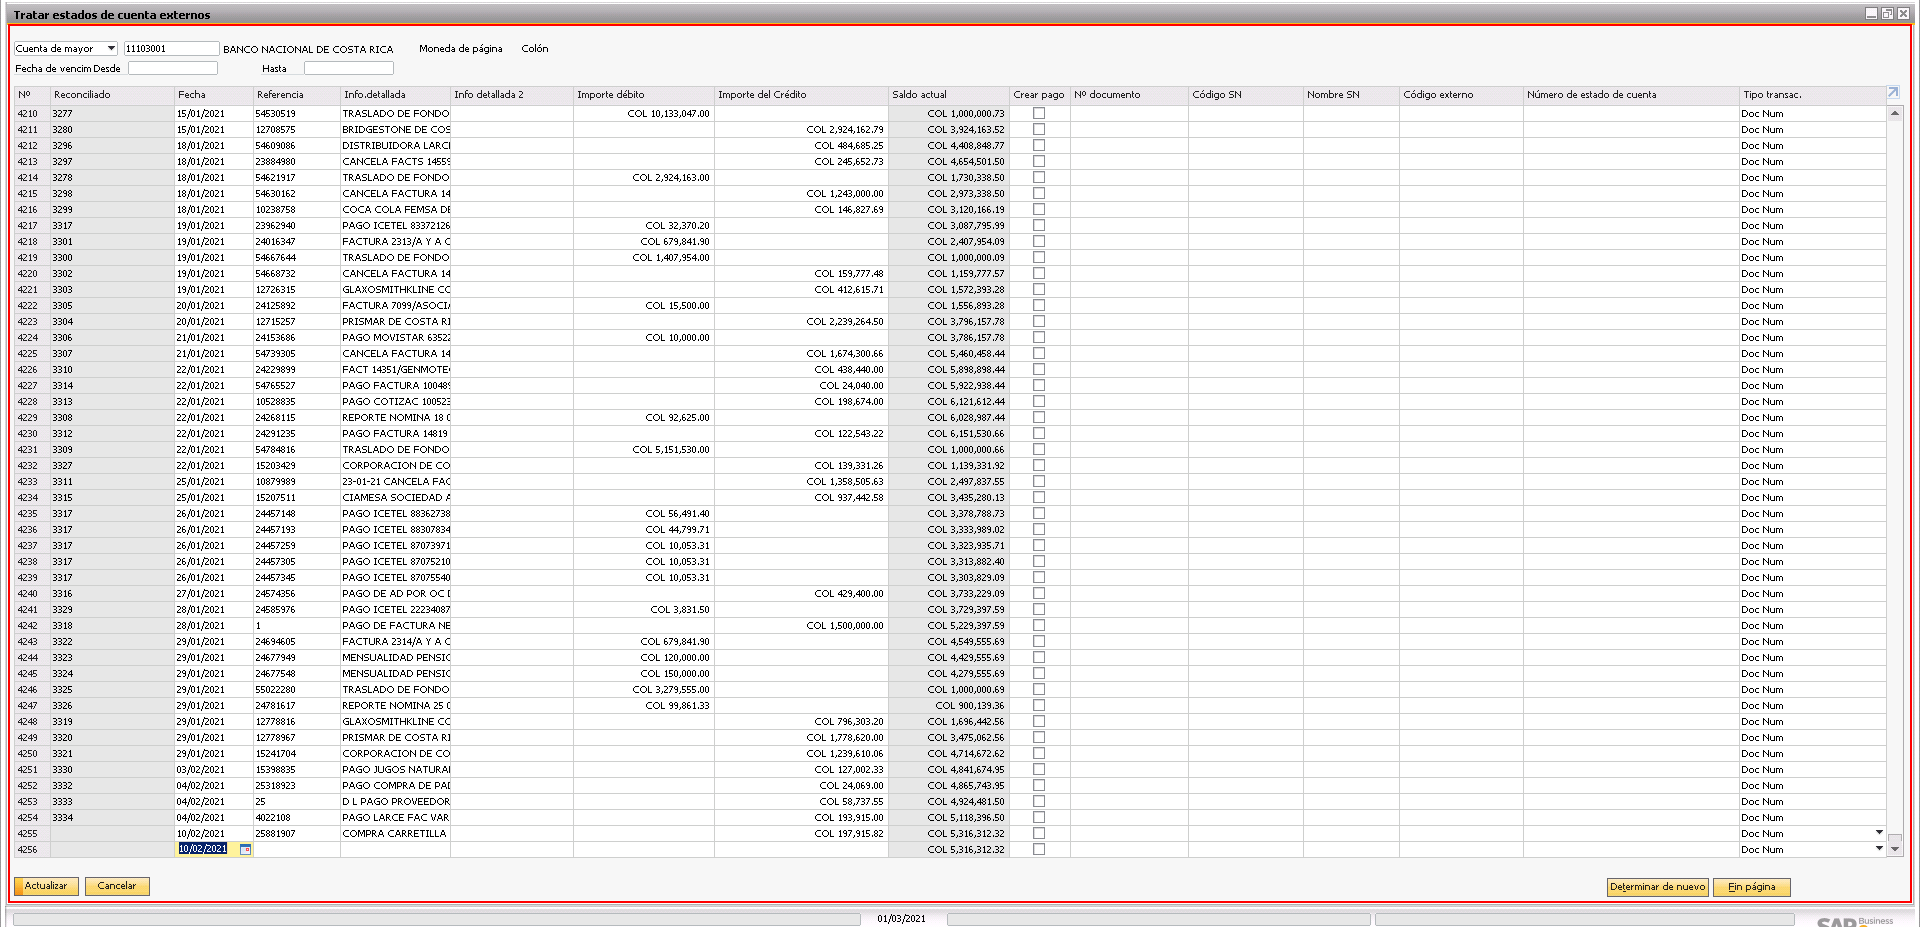 Tratar estados de cuenta externos
Cuenta de mayor 11103001 BANCO NACIONAL DE COSTA RICA Moneda de página Colón
Fecha de vencim Desde Hasta
Nº Reconciliado Fecha Referencia Info.detallada Info detallada 2 Importe débito Importe del Crédito Saldo actual Crear pago Nº documento Código SN Nombre SN Código externo Número de estado de cuenta Tipo transac.
4210 3277 15/01/2021 54530519 TRASLADO DE FONDO COL 10,133,047.00 COL 1,000,000.73 Doc Num
4211 3280 15/01/2021 12708575 BRIDGESTONE DE COS COL 2,924,162.79 COL 3,924,163.52 Doc Num
4212 3296 18/01/2021 54609086 DISTRIBUIDORA LARCE COL 484,685.25 COL 4,408,848.77 Doc Num
4213 3297 18/01/2021 23884980 CANCELA FACTS 14559 COL 245,652.73 COL 4,654,501.50 Doc Num
4214 3278 18/01/2021 54621917 TRASLADO DE FONDO COL 2,924,163.00 COL 1,730,338.50 Doc Num
4215 3298 18/01/2021 54630162 CANCELA FACTURA 14 COL 1,243,000.00 COL 2,973,338.50 Doc Num
4216 3299 18/01/2021 10238758 COCA COLA FEMSA DE COL 146,827.69 COL 3,120,166.19 Doc Num
4217 3317 19/01/2021 23962940 PAGO ICETEL 83372126 COL 32,370.20 COL 3,087,795.99 Doc Num
4218 3301 19/01/2021 24016347 FACTURA 2313/A Y A C COL 679,841.90 COL 2,407,954.09 Doc Num
4219 3300 19/01/2021 54667644 TRASLADO DE FONDO COL 1,407,954.00 COL 1,000,000.09 Doc Num
4220 3302 19/01/2021 54668732 CANCELA FACTURA 14 COL 159,777.48 COL 1,159,777.57 Doc Num
4221 3303 19/01/2021 12726315 GLAXOSMITHKLINE CC COL 412,615.71 COL 1,572,393.28 Doc Num
4222 3305 20/01/2021 24125892 FACTURA 7099/ASOCIA COL 15,500.00 COL 1,556,893.28 Doc Num
4223 3304 20/01/2021 12715257 PRISMAR DE COSTA RI COL 2,239,264.50 COL 3,796,157.78 Doc Num
4224 3306 21/01/2021 24153686 PAGO MOVISTAR 63522 COL 10,000.00 COL 3,786,157.78 Doc Num
4225 3307 21/01/2021 54739305 CANCELA FACTURA 14 COL 1,674,300.66 COL 5,460,458.44 Doc Num
4226 3310 22/01/2021 24229899 FACT 14351/GENMOTE COL 438,440.00 COL 5,898,898.44 Doc Num
4227 3314 22/01/2021 54765527 PAGO FACTURA 100489 COL 24,040.00 COL 5,922,938.44 Doc Num
4228 3313 22/01/2021 10528835 PAGO COTIZAC 100523 COL 198,674.00 COL 6,121,612.44 Doc Num
4229 3308 22/01/2021 24268115 REPORTE NOMINA 18 0 COL 92,625.00 COL 6,028,987.44 Doc Num
4230 3312 22/01/2021 24291235 PAGO FACTURA 14819 COL 122,543.22 COL 6,151,530.66 Doc Num
4231 3309 22/01/2021 54784816 TRASLADO DE FONDO COL 5,151,530.00 COL 1,000,000.66 Doc Num
4232 3327 22/01/2021 15203429 CORPORACION DE CO COL 139,331.26 COL 1,139,331.92 Doc Num
4233 3311 25/01/2021 10879989 23-01-21 CANCELA FAC COL 1,358,505.63 COL 2,497,837.55 Doc Num
4234 3315 25/01/2021 15207511 CIAMESA SOCIEDAD A COL 937,442.58 COL 3,435,280.13 Doc Num
4235 3317 26/01/2021 24457148 PAGO ICETEL 88362738 COL 56,491.40 COL 3,378,788.73 Doc Num
4236 3317 26/01/2021 24457193 PAGO ICETEL 88307834 COL 44,799.71 COL 3,333,989.02 Doc Num
4237 3317 26/01/2021 24457259 PAGO ICETEL 87073971 COL 10,053.31 COL 3,323,935.71 Doc Num
4238 3317 26/01/2021 24457305 PAGO ICETEL 87075210 COL 10,053.31 COL 3,313,882.40 Doc Num
4239 3317 26/01/2021 24457345 PAGO ICETEL 87075540 COL 10,053.31 COL 3,303,829.09 Doc Num
4240 3316 27/01/2021 24574356 PAGO DE AD POR OC D COL 429,400.00 COL 3,733,229.09 Doc Num
4241 3329 28/01/2021 24585976 PAGO ICETEL 22234087 COL 3,831.50 COL 3,729,397.59 Doc Num
4242 3318 28/01/2021 1 PAGO DE FACTURA NE COL 1,500,000.00 COL 5,229,397.59 Doc Num
4243 3322 29/01/2021 24694605 FACTURA 2314/A Y A C COL 679,841.90 COL 4,549,555.69 Doc Num
4244 3323 29/01/2021 24677949 MENSUALIDAD PENSIO COL 120,000.00 COL 4,429,555.69 Doc Num
4245 3324 29/01/2021 24677548 MENSUALIDAD PENSIO COL 150,000.00 COL 4,279,555.69 Doc Num
4246 3325 29/01/2021 55022280 TRASLADO DE FONDO COL 3,279,555.00 COL 1,000,000.69 Doc Num
4247 3326 29/01/2021 24781617 REPORTE NOMINA 25 0 COL 99,861.33 COL 900,139.36 Doc Num
4248 3319 29/01/2021 12778816 GLAXOSMITHKLINE CC COL 796,303.20 COL 1,696,442.56 Doc Num
4249 3320 29/01/2021 12778967 PRISMAR DE COSTA RI COL 1,778,620.00 COL 3,475,062.56 Doc Num
4250 3321 29/01/2021 15241704 CORPORACION DE CO COL 1,239,610.06 COL 4,714,672.62 Doc Num
4251 3330 03/02/2021 15398835 PAGO JUGOS NATURAL COL 127,002.33 COL 4,841,674.95 Doc Num
4252 3332 04/02/2021 25318923 PAGO COMPRA DE PAL COL 24,069.00 COL 4,865,743.95 Doc Num
4253 3333 04/02/2021 25 D L PAGO PROVEEDOR COL 58,737.55 COL 4,924,481.50 Doc Num
4254 3334 04/02/2021 4022108 PAGO LARCE FAC VAR COL 193,915.00 COL 5,118,396.50 Doc Num
4255 10/02/2021 25881907 COMPRA CARRETILLA COL 197,915.82 COL 5,316,312.32 Doc Num
4256 10/02/2021 COL 5,316,312.32 Doc Num
Actualizar Cancelar Determinar de nuevo Fin página
01/03/2021
SAP Business